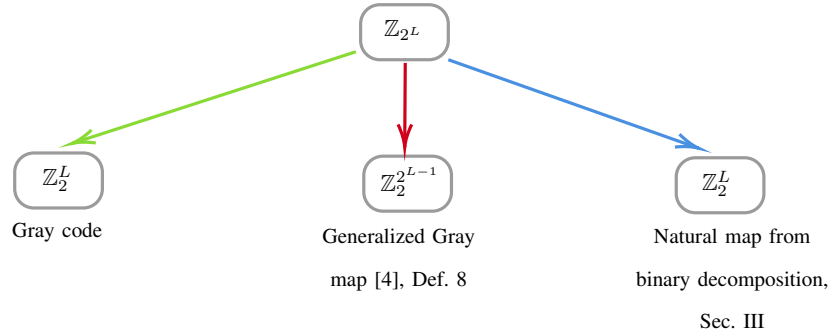 ℤ_{2^L}
ℤ_2^L
ℤ_2^{2^{L-1}}
ℤ_2^L
Gray code
Generalized Gray
map [4], Def. 8
Natural map from
binary decomposition,
Sec. III